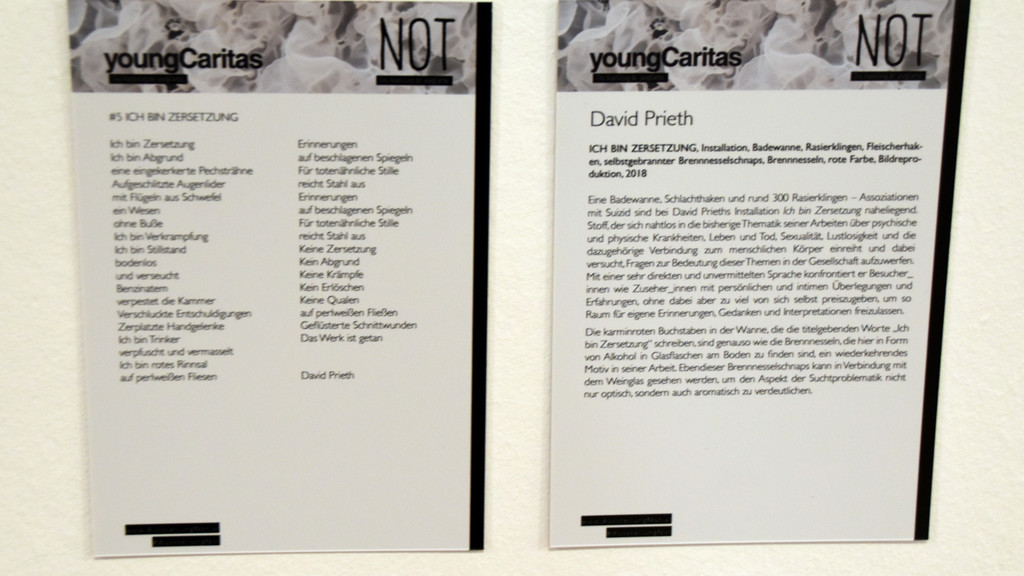 youngCaritas
NOT
#5 ICH BIN ZERSETZUNG
Ich bin Zersetzung
Ich bin Abgrund
eine eingekerkerte Pechsträhne
Aufgeschlitzte Augenlider
mit Flügeln aus Schwefel
ein Wesen
ohne Buße
Ich bin Verkrampfung
Ich bin Stillstand
bodenlos
und verseucht
Benzinatem
verpestet die Kammer
Verschluckte Entschuldigungen
Zerplatzte Handgelenke
Ich bin Trinker
verpfuscht und vermasselt
Ich bin rotes Rinnsal
auf perlweißen Fliesen
Erinnerungen
auf beschlagenen Spiegeln
Für totenähnliche Stille
reicht Stahl aus
Erinnerungen
auf beschlagenen Spiegeln
Für totenähnliche Stille
reicht Stahl aus
Keine Zersetzung
Kein Abgrund
Keine Krämpfe
Kein Erlöschen
Keine Qualen
auf perlweißen Fließen
Geflüsterte Schnittwunden
Das Werk ist getan
David Prieth
youngCaritas
NOT
David Prieth
ICH BIN ZERSETZUNG, Installation, Badewanne, Rasierklingen, Fleischerhak-
en, selbstgebrannter Brennnesselschnaps, Brennnesseln, rote Farbe, Bildrepro-
duktion, 2018
Eine Badewanne, Schlachthaken und rund 300 Rasierklingen – Assoziationen
mit Suizid sind bei David Prieths Installation Ich bin Zersetzung naheliegend.
Stoff, der sich nahtlos in die bisherige Thematik seiner Arbeiten über psychische
und physische Krankheiten, Leben und Tod, Sexualität, Lustlosigkeit und die
dazugehörige Verbindung zum menschlichen Körper einreiht und dabei
versucht, Fragen zur Bedeutung dieser Themen in der Gesellschaft aufzuwerfen.
Mit einer sehr direkten und unvermittelten Sprache konfrontiert er Besucher_
innen wie Zuseher_innen mit persönlichen und intimen Überlegungen und
Erfahrungen, ohne dabei aber zu viel von sich selbst preiszugeben, um so
Raum für eigene Erinnerungen, Gedanken und Interpretationen freizulassen.
Die karminroten Buchstaben in der Wanne, die die titelgebenden Worte „Ich
bin Zersetzung“ schreiben, sind genauso wie die Brennnesseln, die hier in Form
von Alkohol in Glasflaschen am Boden zu finden sind, ein wiederkehrendes
Motiv in seiner Arbeit. Ebendieser Brennnesselschnaps kann in Verbindung mit
dem Weinglas gesehen werden, um den Aspekt der Suchtproblematik nicht
nur optisch, sondern auch aromatisch zu verdeutlichen.